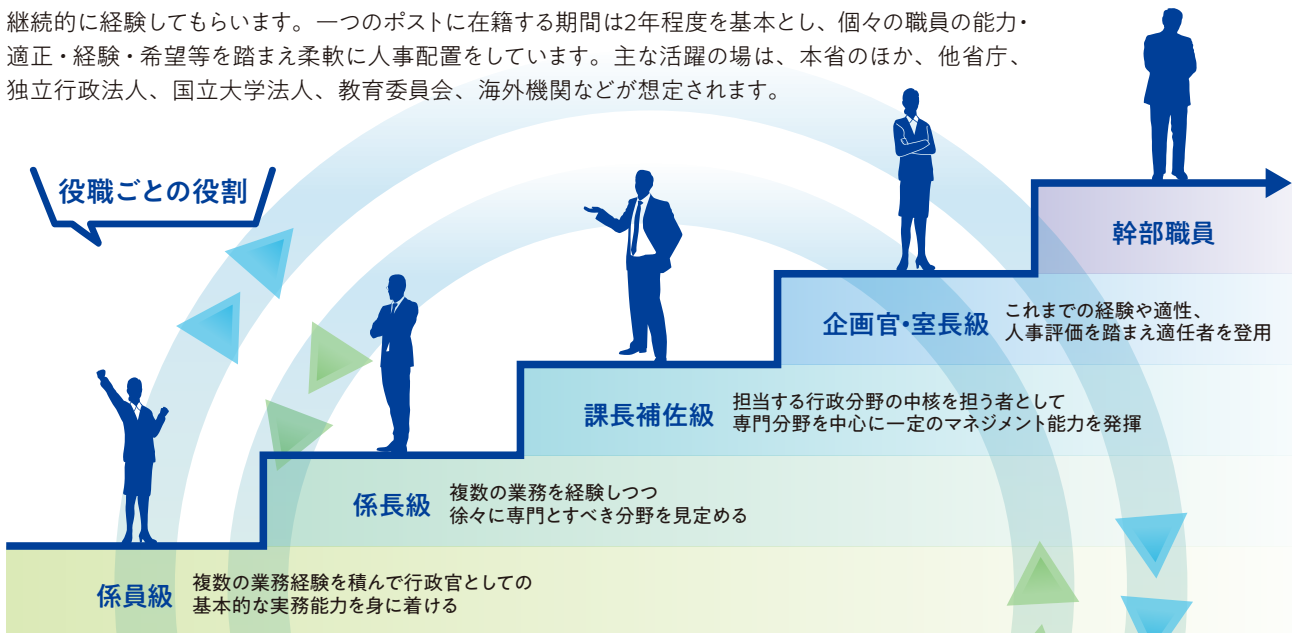 継続的に経験してもらいます。一つのポストに在籍する期間は2年程度を基本とし、個々の職員の能力・
適正・経験・希望等を踏まえ柔軟に人事配置をしています。主な活躍の場は、本省のほか、他省庁、
独立行政法人、国立大学法人、教育委員会、海外機関などが想定されます。
役職ごとの役割
幹部職員
企画官・室長級
これまでの経験や適性、
人事評価を踏まえ適任者を登用
課長補佐級
担当する行政分野の中核を担う者として
専門分野を中心に一定のマネジメント能力を発揮
係長級
複数の業務を経験しつつ
徐々に専門とすべき分野を見定める
係員級
複数の業務経験を積んで行政官としての
基本的な実務能力を身に着ける